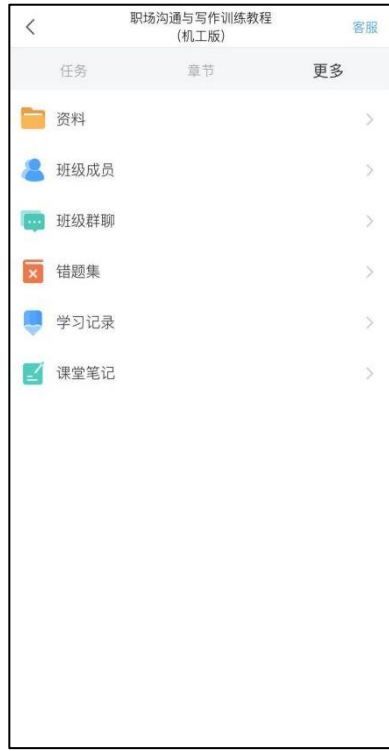 职场沟通与写作训练教程
（机工版）
客服
任务
章节
更多
资料
班级成员
班级群聊
错题集
学习记录
课堂笔记